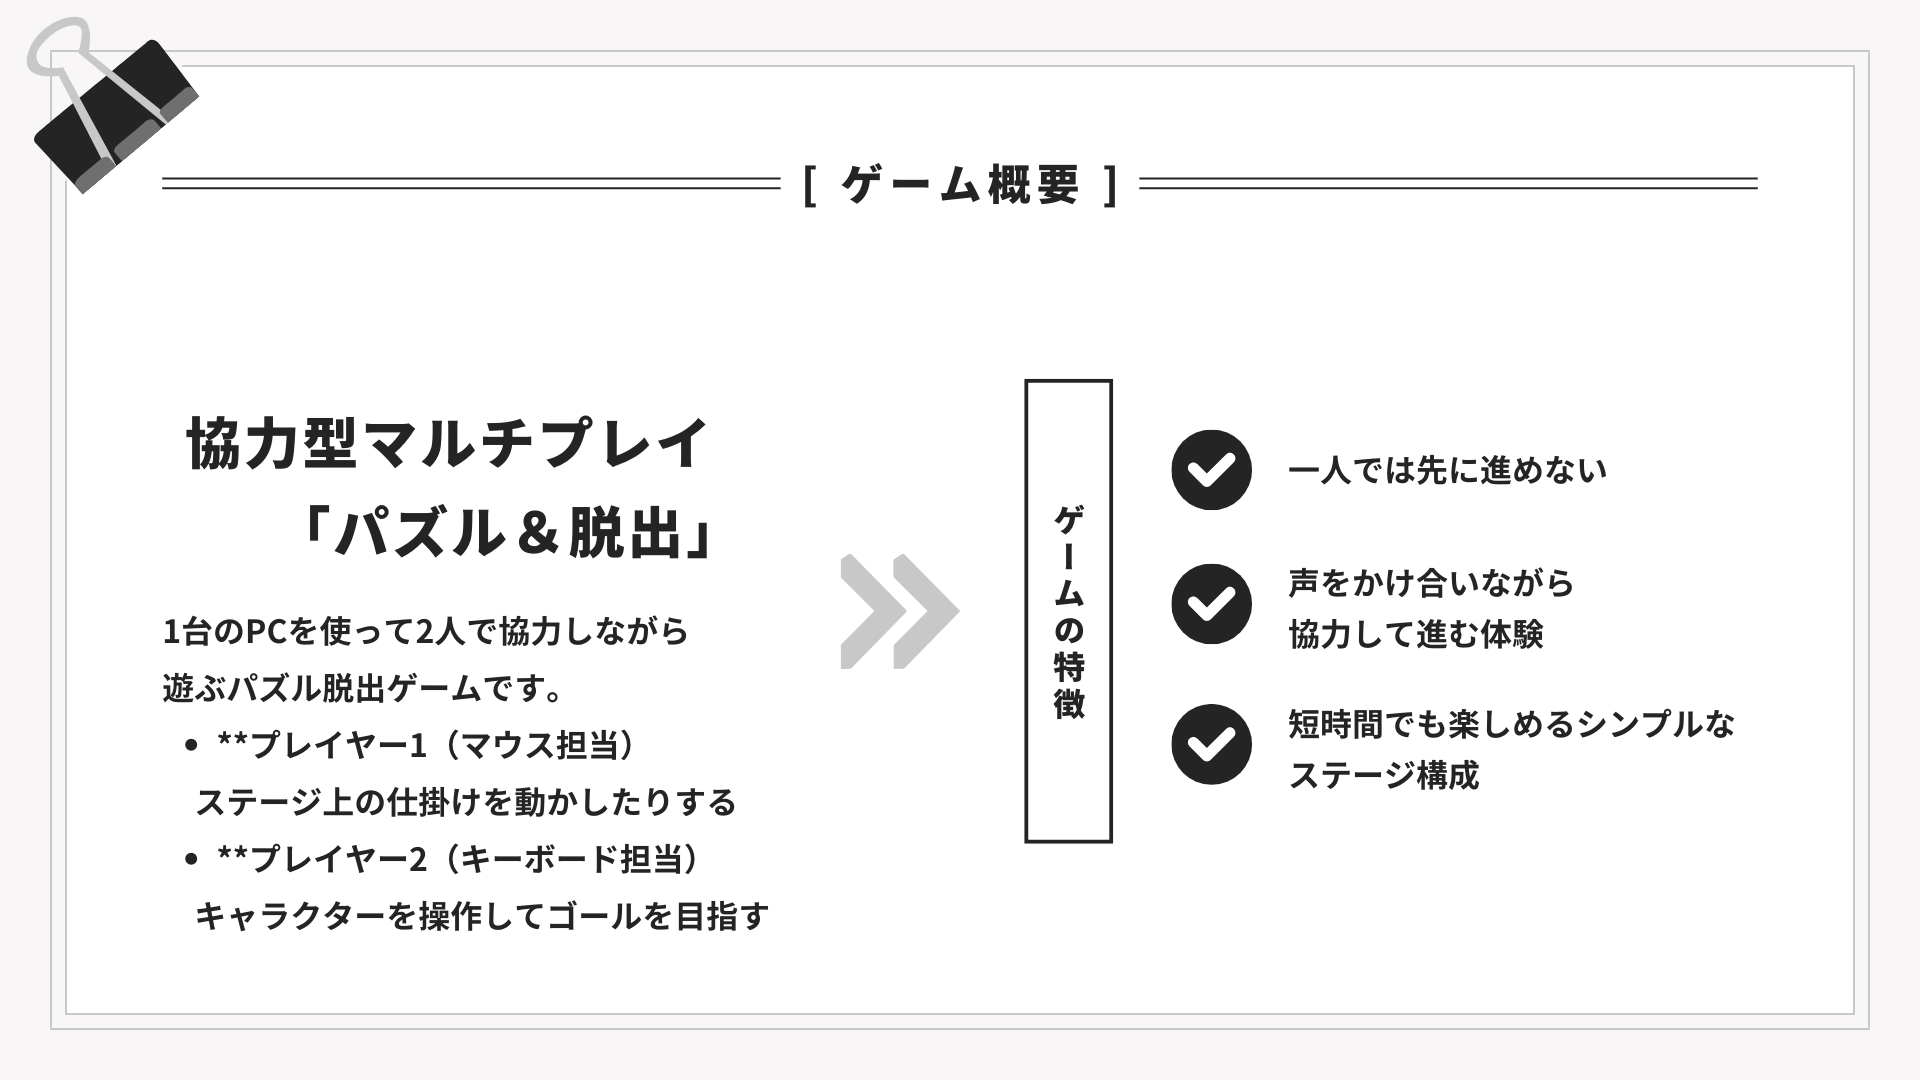 [ ゲーム概要 ]
協力型マルチプレイ
「パズル＆脱出」
1台のPCを使って2人で協力しながら
遊ぶパズル脱出ゲームです。
• **プレイヤー1（マウス担当）
ステージ上の仕掛けを動かしたりする
• **プレイヤー2（キーボード担当）
キャラクターを操作してゴールを目指す
ゲームの特徴
一人では先に進めない
声をかけ合いながら
協力して進む体験
短時間でも楽しめるシンプルな
ステージ構成